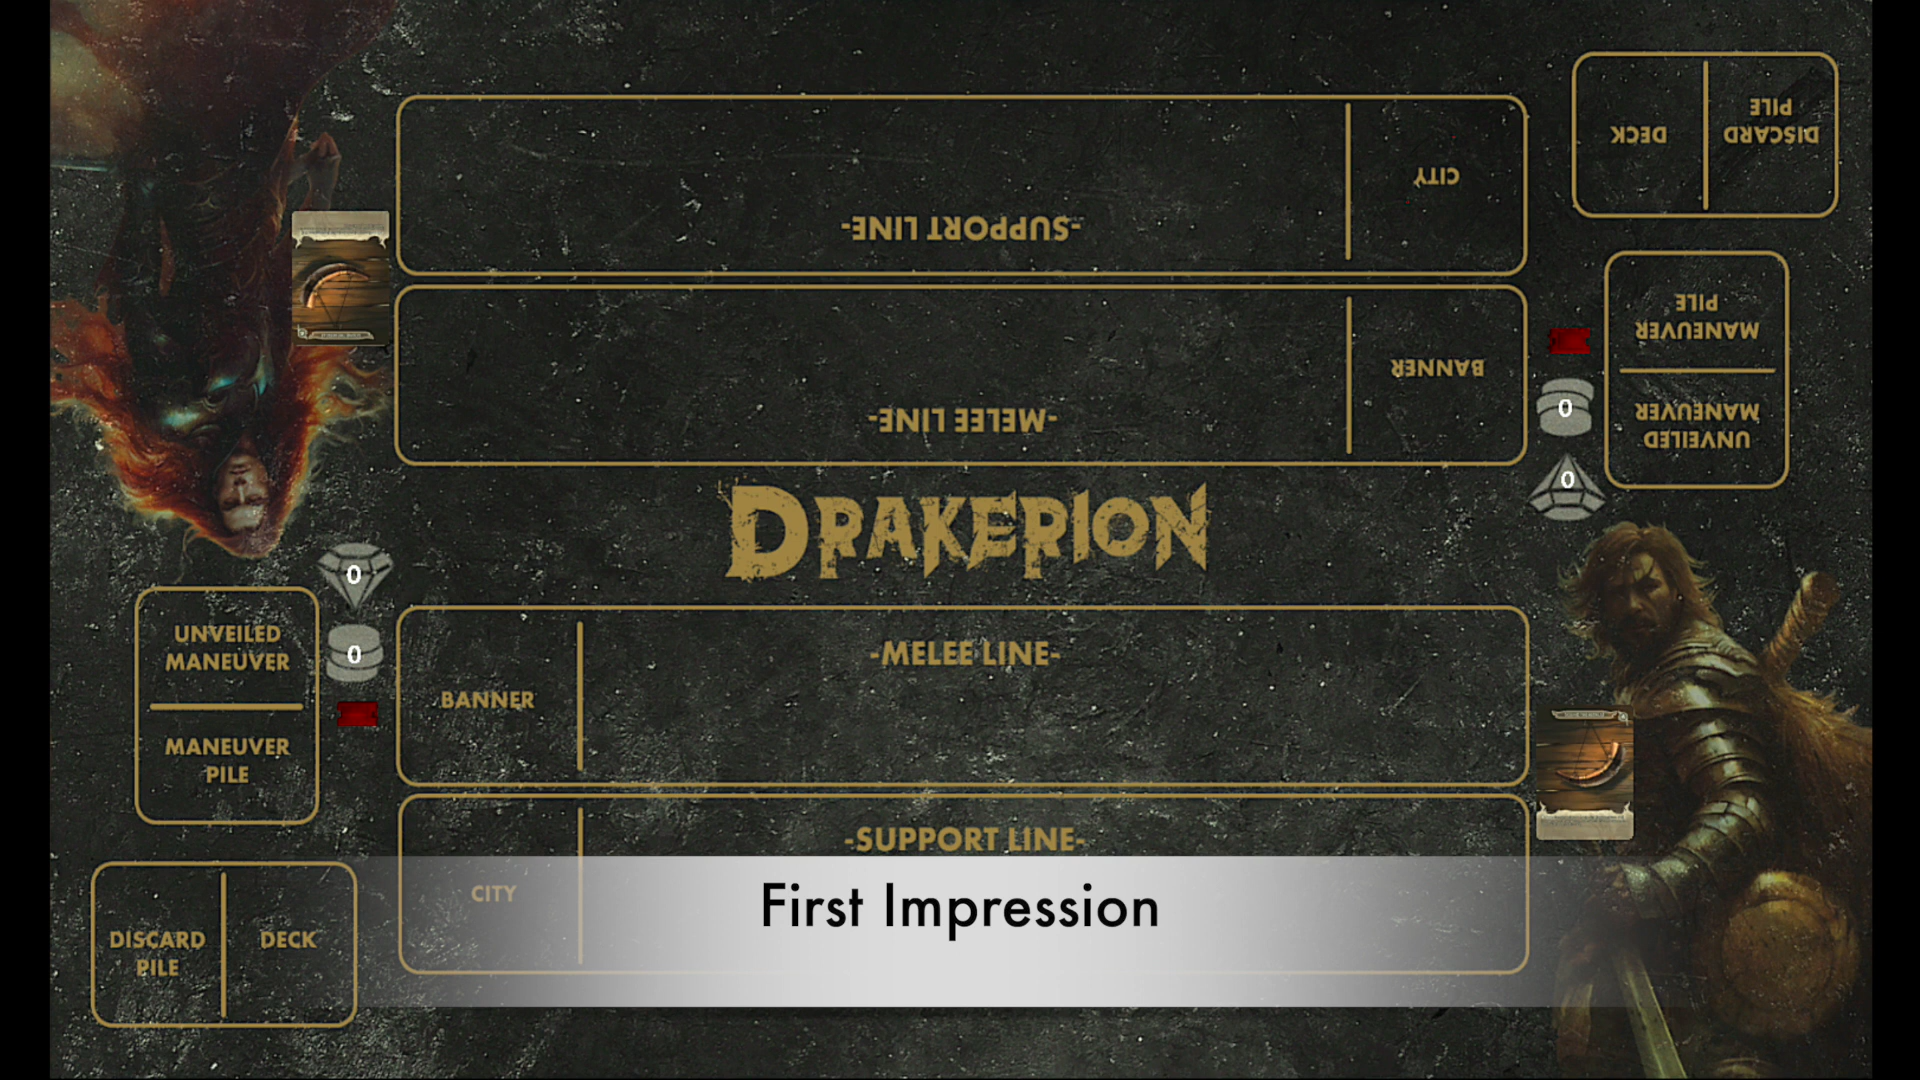 DISCARD
PILE
DECK
CITY
-SUPPORT LINE-
MANEUVER
PILE
BANNER
UNVEILED
MANEUVER
-MELEE LINE-
0
0
DRAKERION
0
0
UNVEILED
MANEUVER
-MELEE LINE-
BANNER
MANEUVER
PILE
-SUPPORT LINE-
CITY
First Impression
DISCARD
PILE
DECK